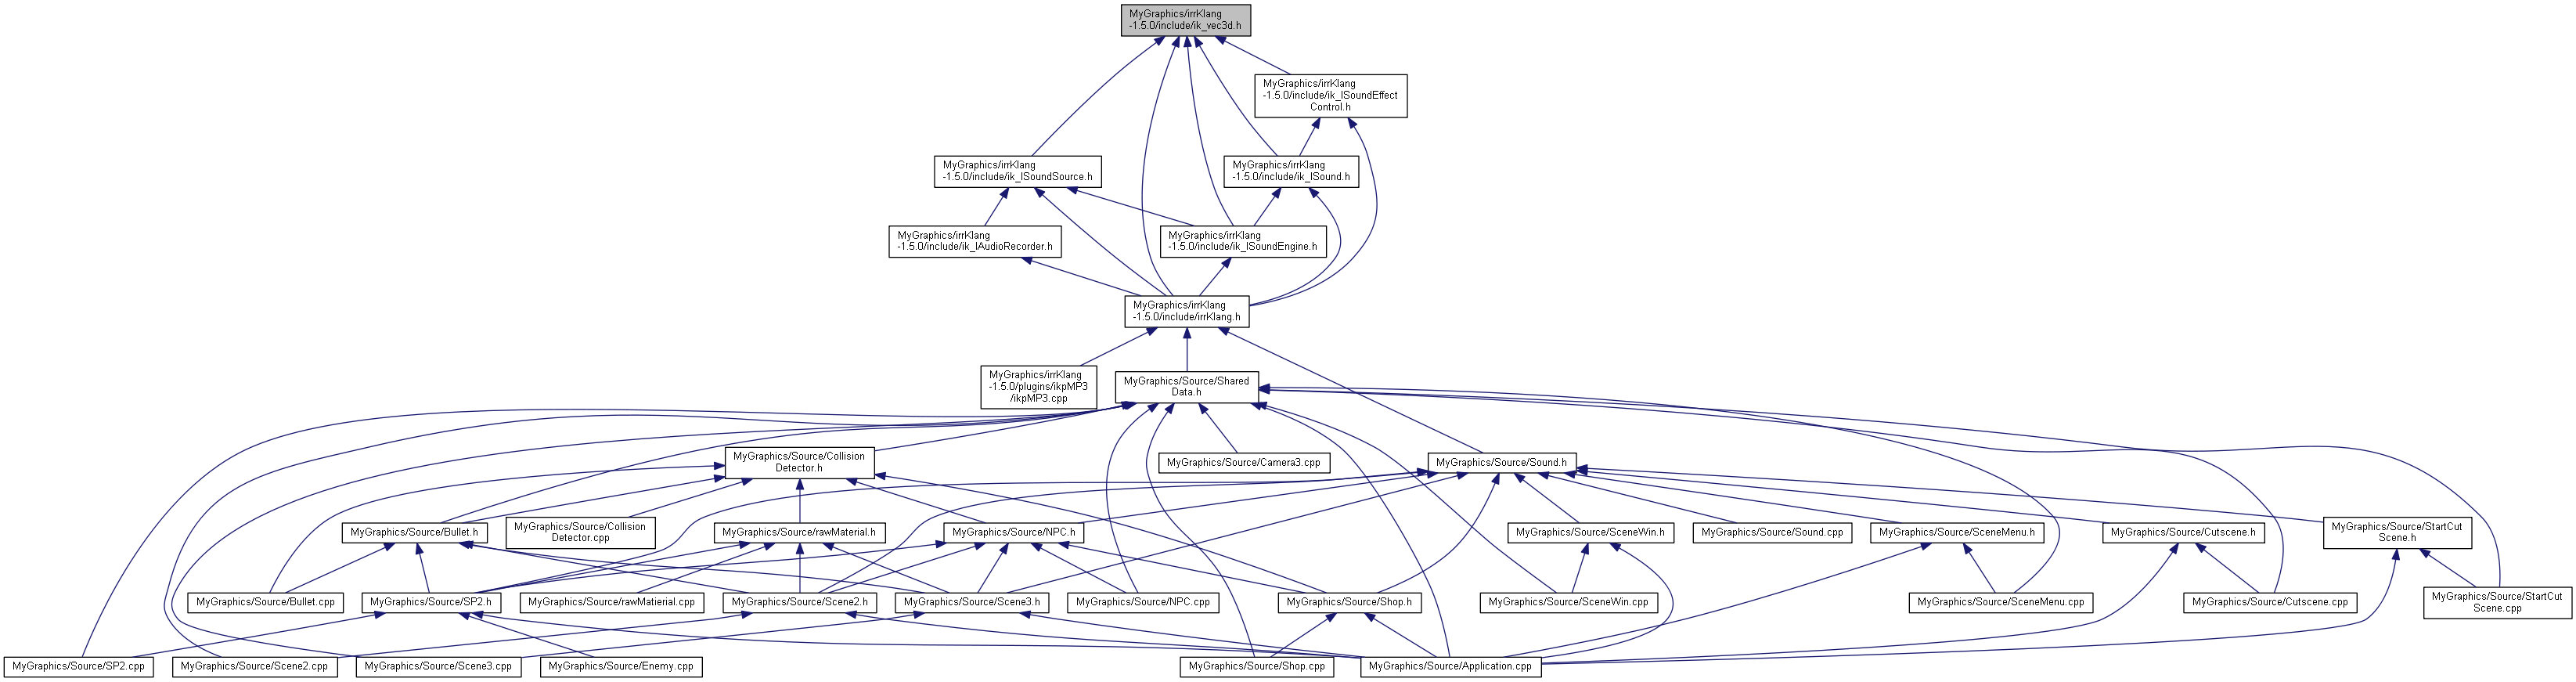 MyGraphics/irrKlang
-1.5.0/include/ik_vec3d.h
MyGraphics/irrKlang
-1.5.0/include/ik_ISoundEffect
Control.h
MyGraphics/irrKlang
-1.5.0/include/ik_ISoundSource.h
MyGraphics/irrKlang
-1.5.0/include/ik_ISound.h
MyGraphics/irrKlang
-1.5.0/include/ik_IAudioRecorder.h
MyGraphics/irrKlang
-1.5.0/include/ik_ISoundEngine.h
MyGraphics/irrKlang
-1.5.0/include/irrKlang.h
MyGraphics/irrKlang
-1.5.0/plugins/ikpMP3
/ikpMP3.cpp
MyGraphics/Source/Shared
Data.h
MyGraphics/Source/Collision
Detector.h
MyGraphics/Source/Camera3.cpp
MyGraphics/Source/Sound.h
MyGraphics/Source/Bullet.h
MyGraphics/Source/Collision
Detector.cpp
MyGraphics/Source/rawMaterial.h
MyGraphics/Source/NPC.h
MyGraphics/Source/SceneWin.h
MyGraphics/Source/Sound.cpp
MyGraphics/Source/SceneMenu.h
MyGraphics/Source/Cutscene.h
MyGraphics/Source/StartCut
Scene.h
MyGraphics/Source/Bullet.cpp
MyGraphics/Source/SP2.h
MyGraphics/Source/rawMatierial.cpp
MyGraphics/Source/Scene2.h
MyGraphics/Source/Scene3.h
MyGraphics/Source/NPC.cpp
MyGraphics/Source/Shop.h
MyGraphics/Source/SceneWin.cpp
MyGraphics/Source/SceneMenu.cpp
MyGraphics/Source/Cutscene.cpp
MyGraphics/Source/StartCut
Scene.cpp
MyGraphics/Source/SP2.cpp
MyGraphics/Source/Scene2.cpp
MyGraphics/Source/Scene3.cpp
MyGraphics/Source/Enemy.cpp
MyGraphics/Source/Shop.cpp
MyGraphics/Source/Application.cpp